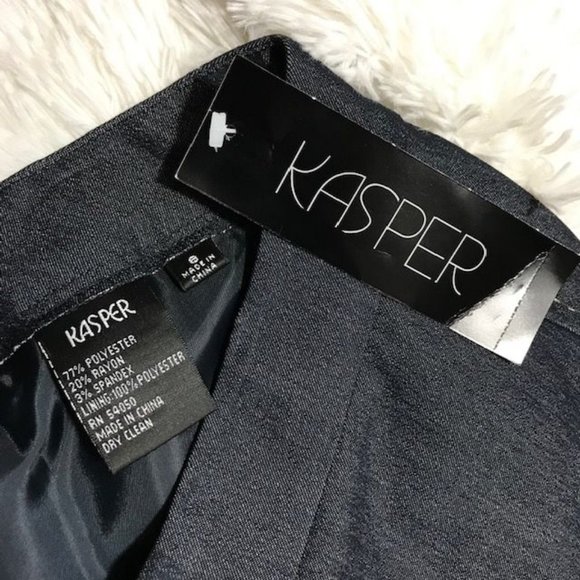 KASPER
8
MADE IN
CHINA
KASPER
77% POLYESTER
20% RAYON
3% SPANDEX
LINING:100% POLYESTER
RN 54050
MADE IN CHINA
DRY CLEAN